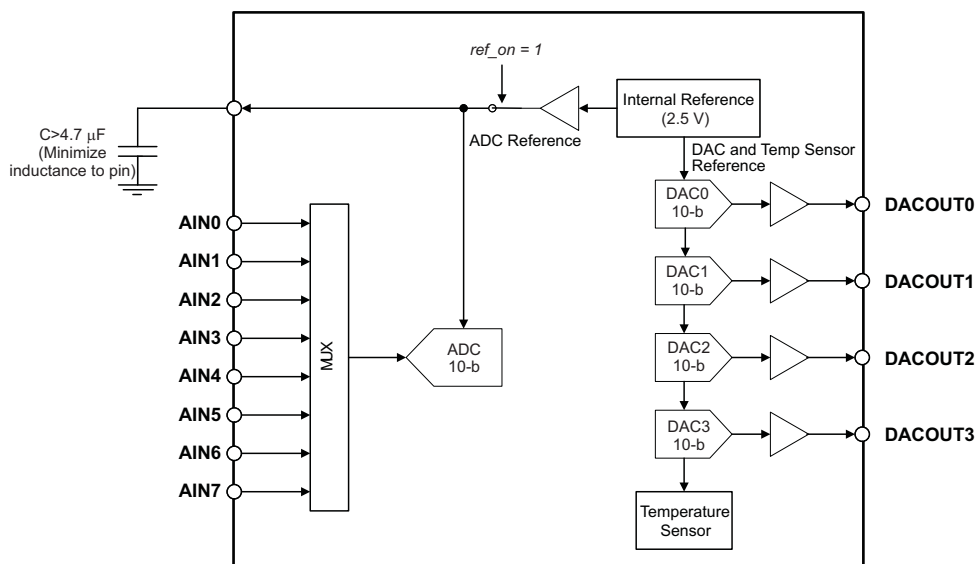 ref_on = 1
C>4.7 μF
(Minimize
inductance to pin)
ADC Reference
Internal Reference
(2.5 V)
DAC and Temp Sensor
Reference
AIN0
AIN1
AIN2
AIN3
AIN4
AIN5
AIN6
AIN7
MUX
ADC
10-b
DAC0
10-b
DACOUT0
DAC1
10-b
DACOUT1
DAC2
10-b
DACOUT2
DAC3
10-b
DACOUT3
Temperature
Sensor